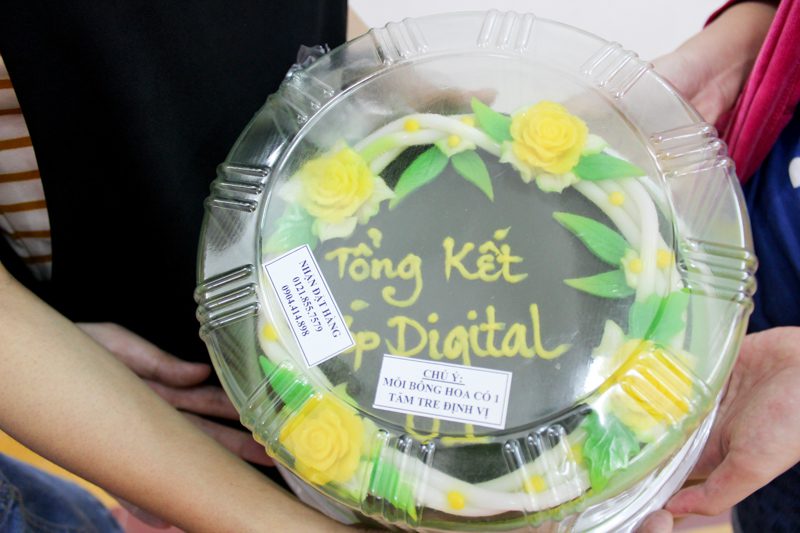 Tổng Kết
Digital
NHẬN ĐẶT HÀNG
0121.855.7579
0904.414.898
CHÚ Ý:
MỖI BÔNG HOA CÓ 1
TĂM TRE ĐỊNH VỊ